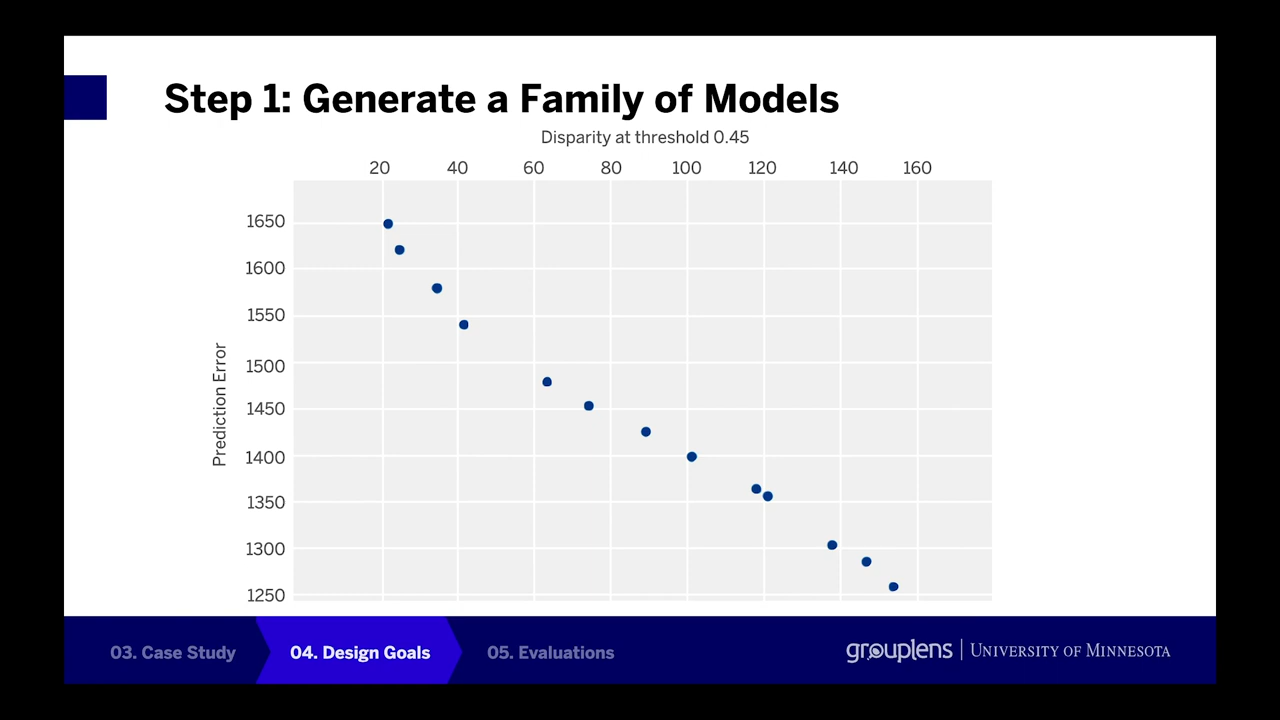 Step 1: Generate a Family of Models
Disparity at threshold 0.45
20 40 60 80 100 120 140 160
1650
1600
1550
1500
1450
1400
1350
1300
1250
Prediction Error
03. Case Study
04. Design Goals
05. Evaluations
grouplens | UNIVERSITY OF MINNESOTA